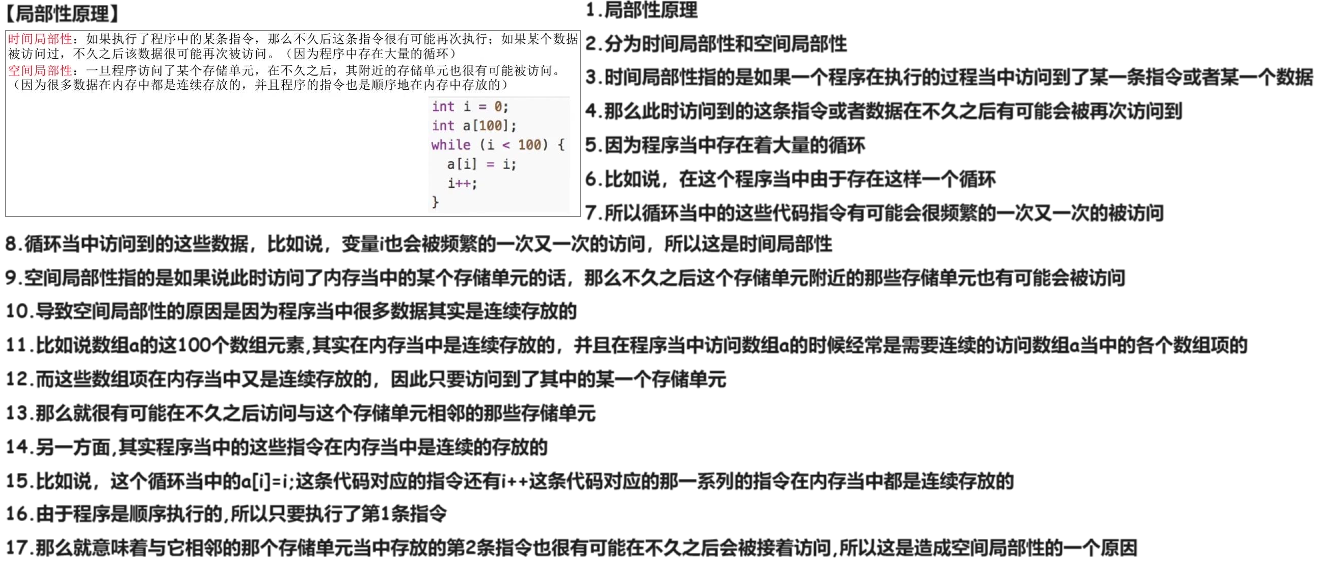 【局部性原理】
时间局部性：如果执行了程序中的某条指令，那么不久后这条指令很有可能再次执行；如果某个数据
被访问过，不久之后该数据很可能再次被访问。（因为程序中存在大量的循环）
空间局部性：一旦程序访问了某个存储单元，在不久之后，其附近的存储单元也很有可能被访问。
（因为很多数据在内存中都是连续存放的，并且程序的指令也是顺序地在内存中存放的）
int i = 0;
int a[100];
while (i < 100) {
  a[i] = i;
  i++;
}
1.局部性原理
2.分为时间局部性和空间局部性
3.时间局部性指的是如果一个程序在执行的过程当中访问到了某一条指令或者某一个数据
4.那么此时访问到的这条指令或者数据在不久之后有可能会被再次访问到
5.因为程序当中存在着大量的循环
6.比如说，在这个程序当中由于存在这样一个循环
7.所以循环当中的这些代码指令有可能会很频繁的一次又一次的被访问
8.循环当中访问到的这些数据，比如说，变量i也会被频繁的一次又一次的访问，所以这是时间局部性
9.空间局部性指的是如果说此时访问了内存当中的某个存储单元的话，那么不久之后这个存储单元附近的那些存储单元也有可能会被访问
10.导致空间局部性的原因是因为程序当中很多数据其实是连续存放的
11.比如说数组a的这100个数组元素,其实在内存当中是连续存放的，并且在程序当中访问数组a的时候经常是需要连续的访问数组a当中的各个数组项的
12.而这些数组项在内存当中又是连续存放的，因此只要访问到了其中的某一个存储单元
13.那么就很有可能在不久之后访问与这个存储单元相邻的那些存储单元
14.另一方面,其实程序当中的这些指令在内存当中是连续的存放的
15.比如说，这个循环当中的a[i]=i;这条代码对应的指令还有i++这条代码对应的那一系列的指令在内存当中都是连续存放的
16.由于程序是顺序执行的,所以只要执行了第1条指令
17.那么就意味着与它相邻的那个存储单元当中存放的第2条指令也很有可能在不久之后会被接着访问,所以这是造成空间局部性的一个原因